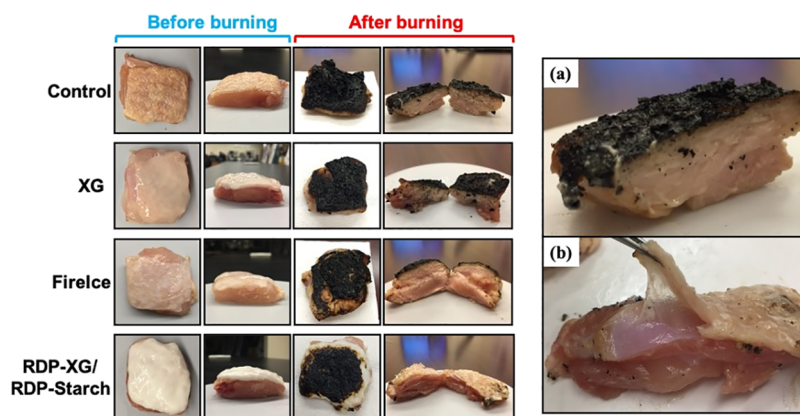 Before burning
After burning
Control
XG
FireIce
RDP-XG/
RDP-Starch
(a)
(b)